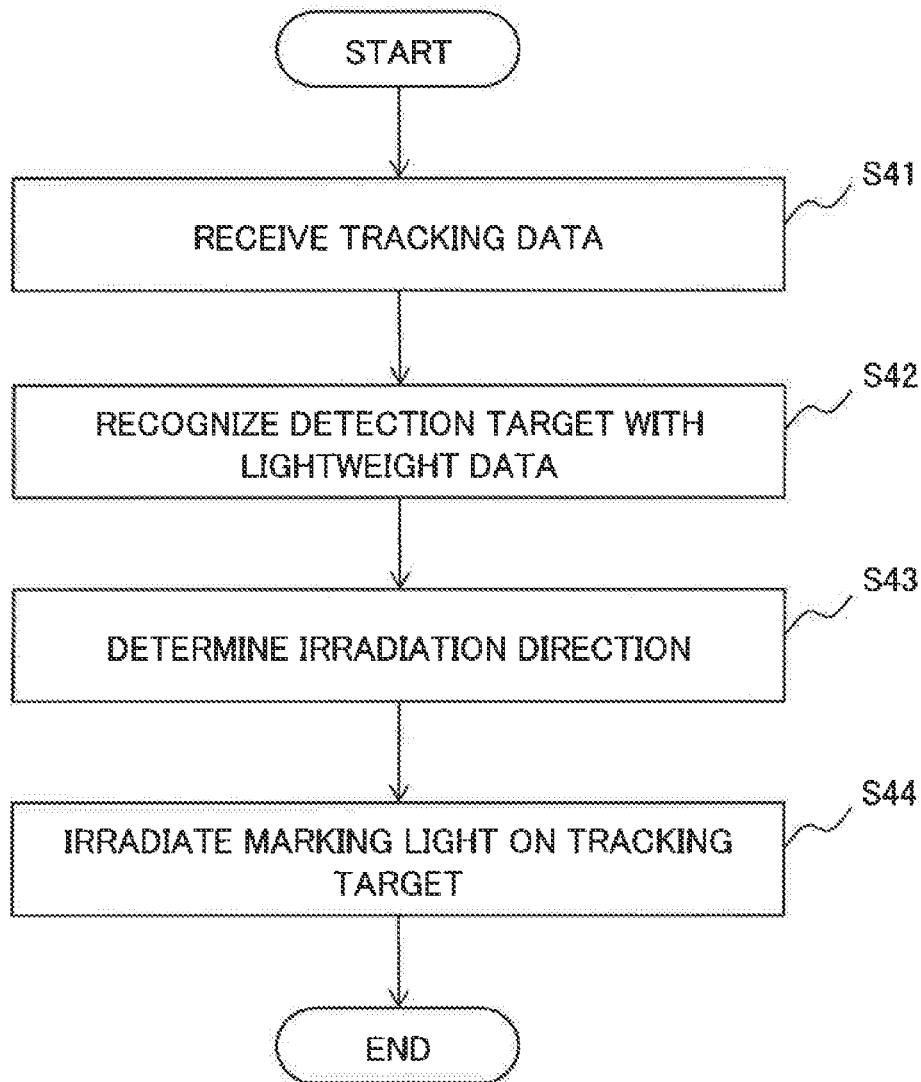 START
S41
RECEIVE TRACKING DATA
S42
RECOGNIZE DETECTION TARGET WITH
LIGHTWEIGHT DATA
S43
DETERMINE IRRADIATION DIRECTION
S44
IRRADIATE MARKING LIGHT ON TRACKING
TARGET
END